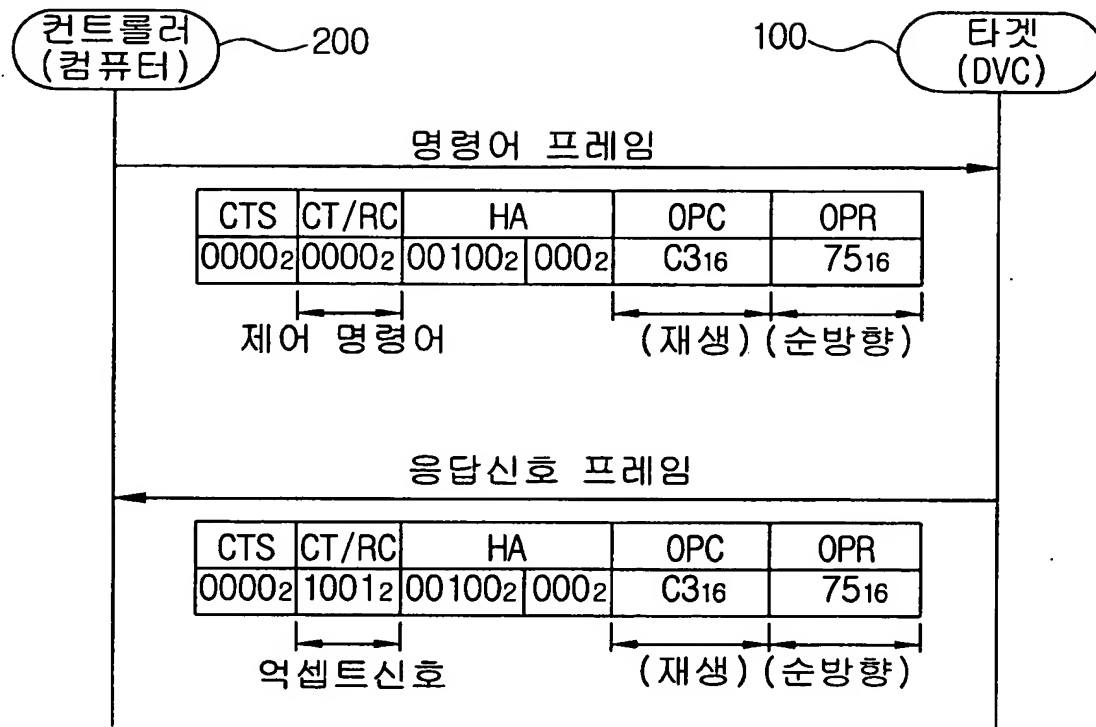 컨트롤러
(컴퓨터)
200
100
타겟
(DVC)
명령어 프레임
CTS CT/RC HA OPC OPR
0000₂ 0000₂ 00100₂ 000₂ C3₁₆ 75₁₆
제어 명령어 (재생) (순방향)
응답신호 프레임
CTS CT/RC HA OPC OPR
0000₂ 1001₂ 00100₂ 000₂ C3₁₆ 75₁₆
억셉트신호 (재생) (순방향)